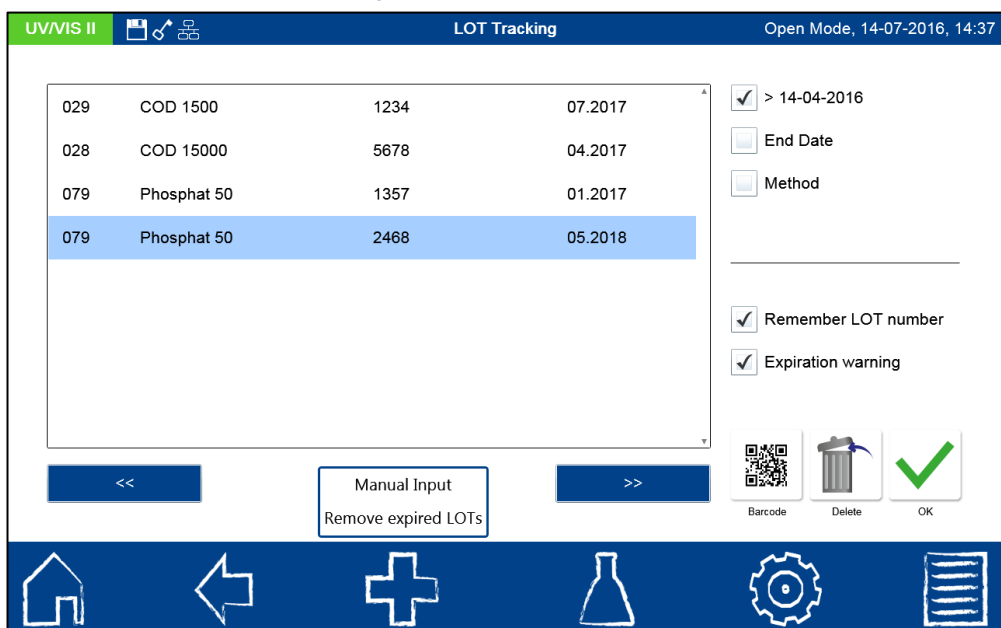 UV/VIS II LOT Tracking Open Mode, 14-07-2016, 14:37
029 COD 1500 1234 07.2017
028 COD 15000 5678 04.2017
079 Phosphat 50 1357 01.2017
079 Phosphat 50 2468 05.2018
> 14-04-2016
End Date
Method
Remember LOT number
Expiration warning
<< Manual Input >>
Remove expired LOTs
Barcode Delete OK